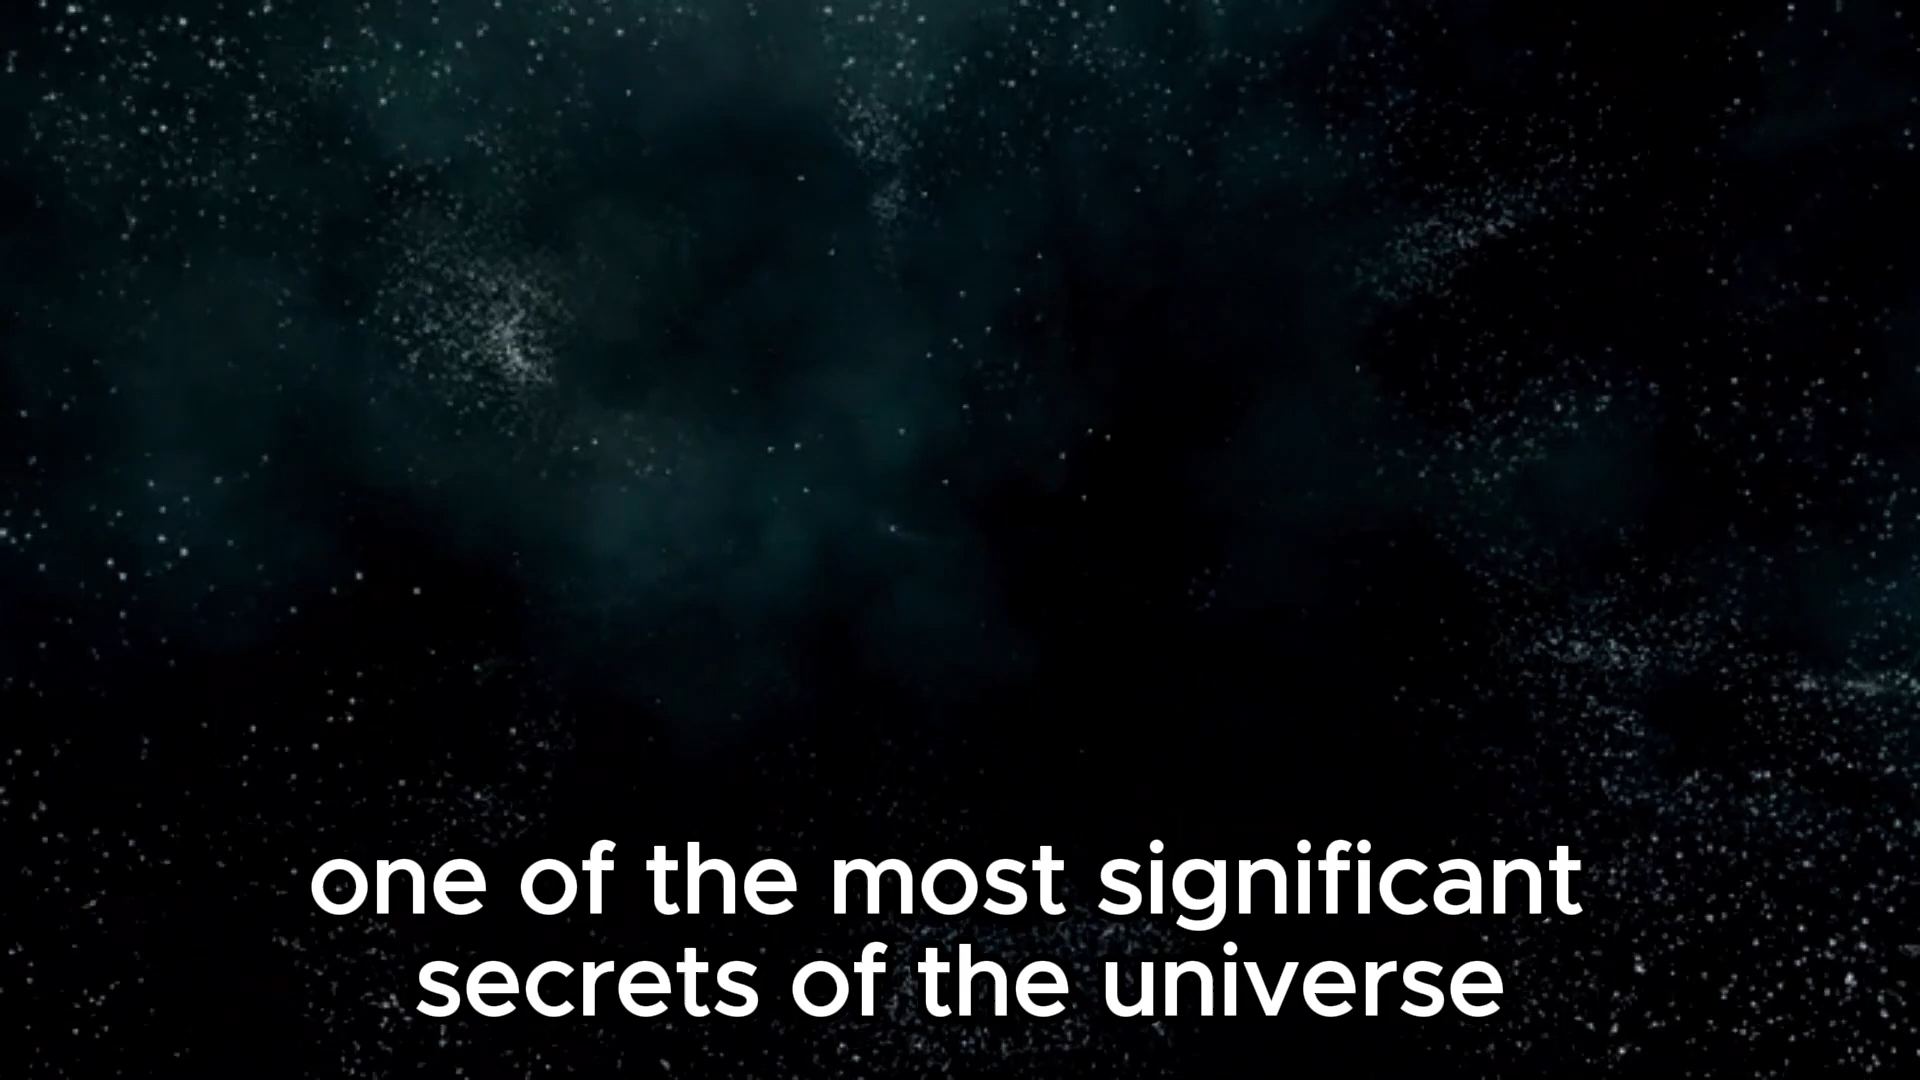 one of the most significant
secrets of the universe